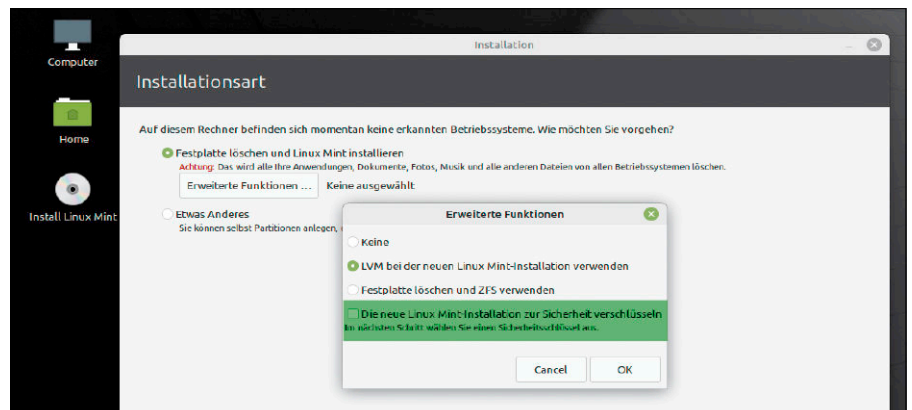 Installation
Computer
Installationsart
Home
Auf diesem Rechner befinden sich momentan keine erkannten Betriebssysteme. Wie möchten Sie vorgehen?
Festplatte löschen und Linux Mint installieren
Achtung: Das wird alle Ihre Anwendungen, Dokumente, Fotos, Musik und alle anderen Dateien von allen Betriebssystemen löschen.
Erweiterte Funktionen ... Keine ausgewählt
Install Linux Mint
Etwas Anderes
Sie können selbst Partitionen anlegen,
Erweiterte Funktionen
Keine
LVM bei der neuen Linux Mint-Installation verwenden
Festplatte löschen und ZFS verwenden
Die neue Linux Mint-Installation zur Sicherheit verschlüsseln
Im nächsten Schritt wählen Sie einen Sicherheitsschlüssel aus.
Cancel OK